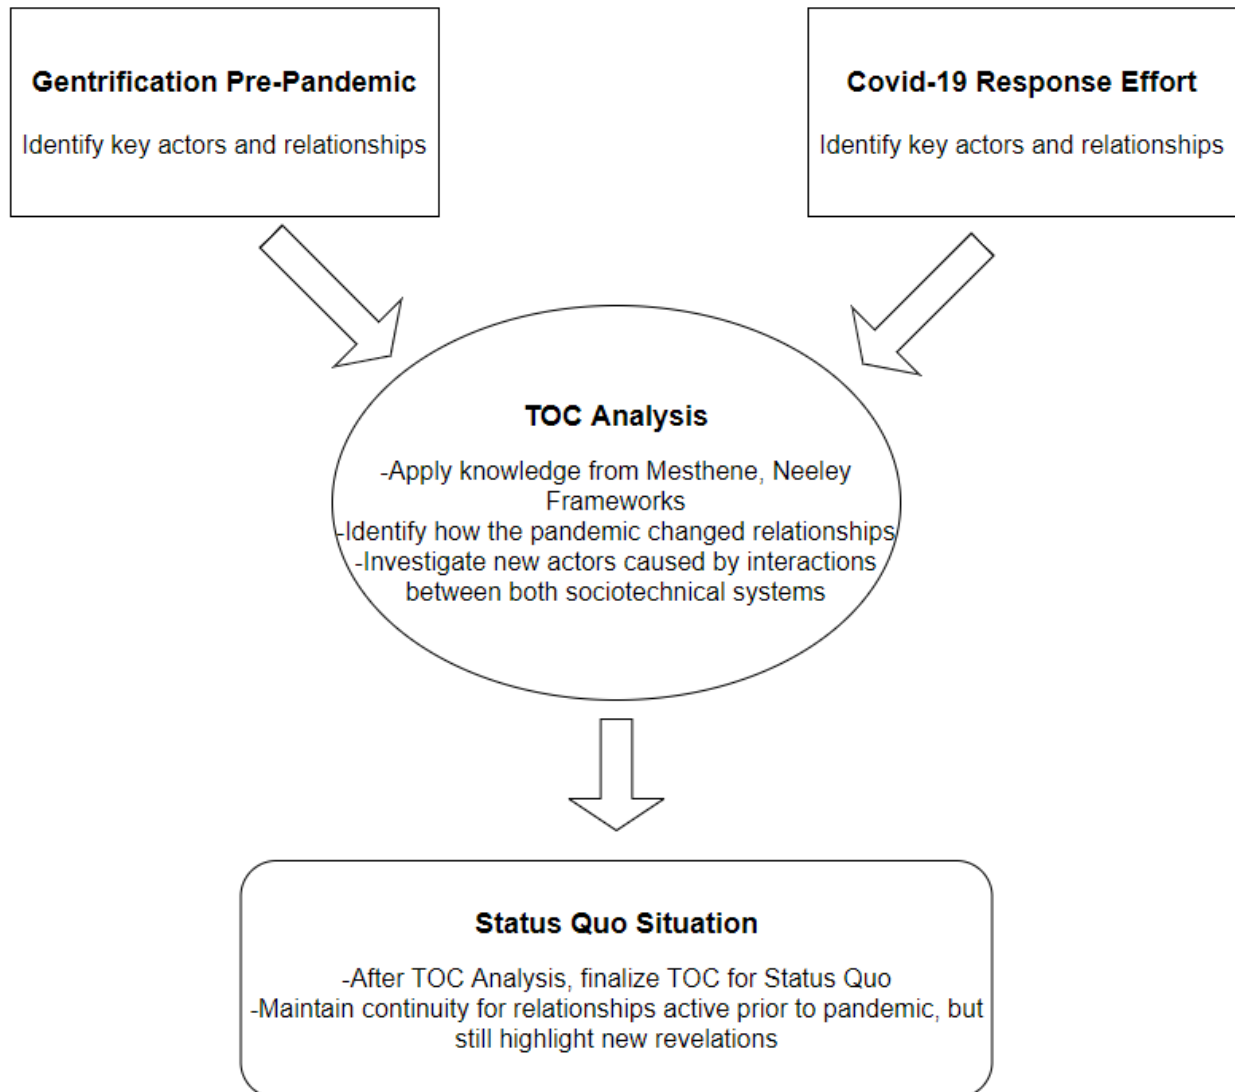 Gentrification Pre-Pandemic
Identify key actors and relationships
Covid-19 Response Effort
Identify key actors and relationships
TOC Analysis
-Apply knowledge from Mesthene, Neeley
Frameworks
-Identify how the pandemic changed relationships
-Investigate new actors caused by interactions
between both sociotechnical systems
Status Quo Situation
-After TOC Analysis, finalize TOC for Status Quo
-Maintain continuity for relationships active prior to pandemic, but
still highlight new revelations